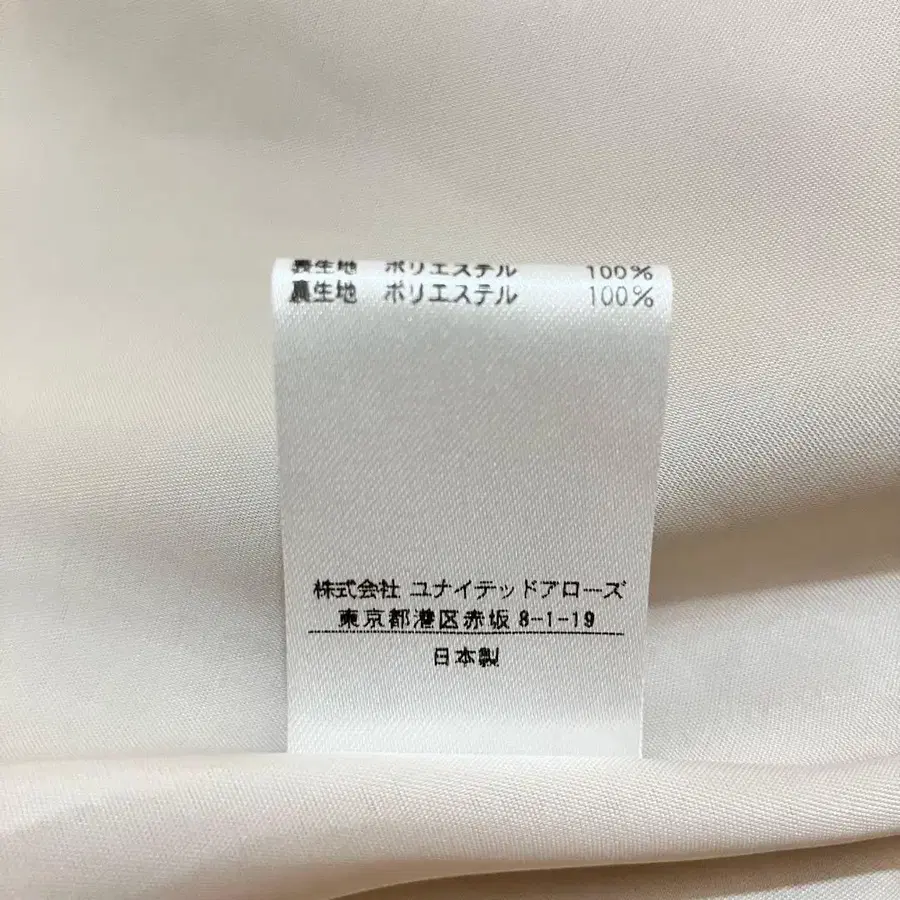 表生地 ポリエステル 100%
裏生地 ポリエステル 100%
株式会社 ユナイテッドアローズ
東京都港区赤坂 8-1-19
日本製